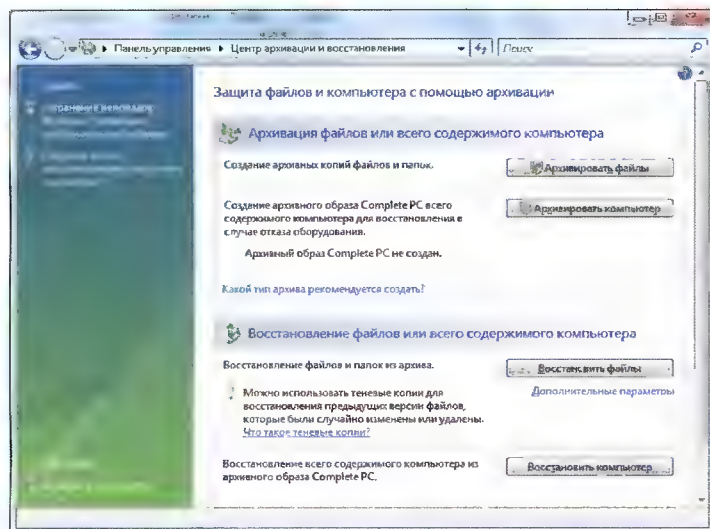 Панель управления ▸ Центр архивации и восстановления
Поиск
Защита файлов и компьютера с помощью архивации
Архивация файлов или всего содержимого компьютера
Создание архивных копий файлов и папок.
Архивировать файлы
Создание архивного образа Complete PC всего
содержимого компьютера для восстановления в
случае отказа оборудования.
Архивировать компьютер
Архивный образ Complete PC не создан.
Какой тип архива рекомендуется создать?
Восстановление файлов или всего содержимого компьютера
Восстановление файлов и папок из архива.
Восстановить файлы
Можно использовать теневые копии для
восстановления предыдущих версий файлов,
которые были случайно изменены или удалены.
Что такое теневые копии?
Дополнительные параметры
Восстановление всего содержимого компьютера из
архивного образа Complete PC.
Восстановить компьютер